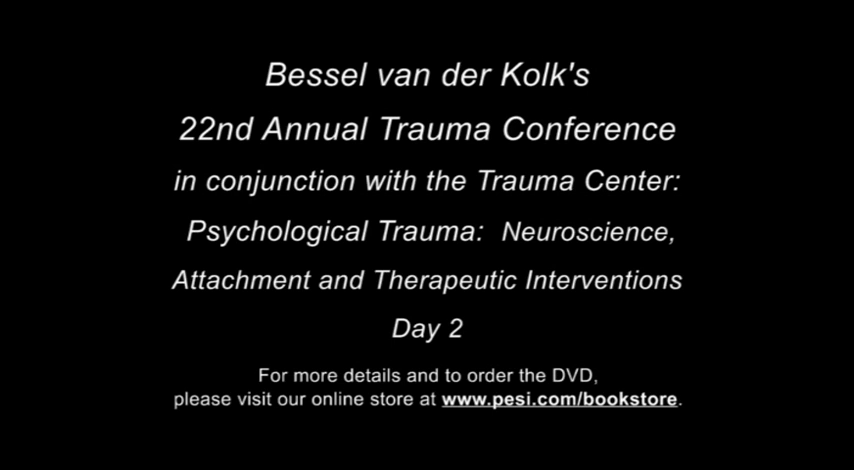 Bessel van der Kolk's
22nd Annual Trauma Conference
in conjunction with the Trauma Center:
Psychological Trauma: Neuroscience,
Attachment and Therapeutic Interventions
Day 2
For more details and to order the DVD,
please visit our online store at www.pesi.com/bookstore.